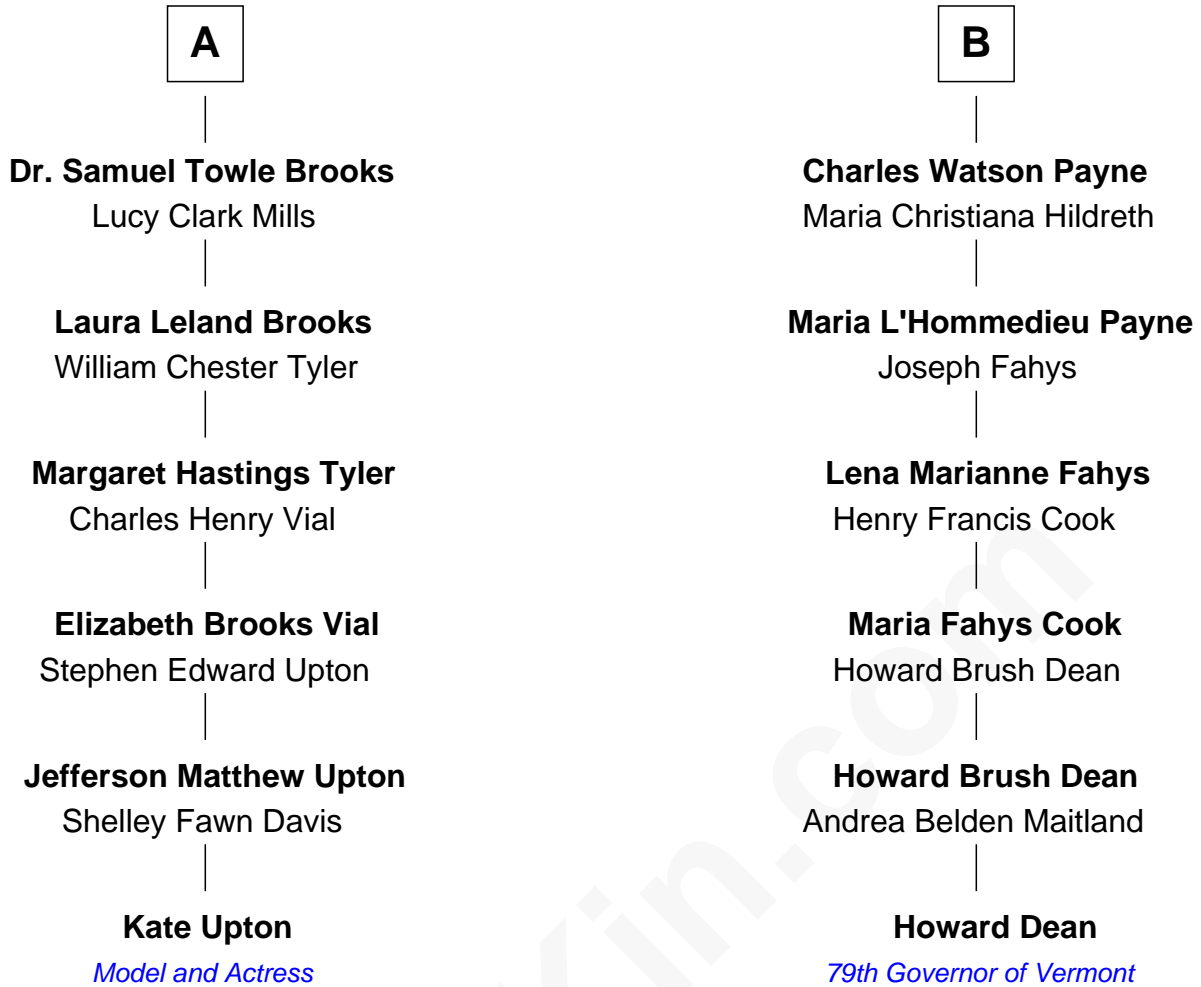 A
Dr. Samuel Towle Brooks
Lucy Clark Mills
Laura Leland Brooks
William Chester Tyler
Margaret Hastings Tyler
Charles Henry Vial
Elizabeth Brooks Vial
Stephen Edward Upton
Jefferson Matthew Upton
Shelley Fawn Davis
Kate Upton
Model and Actress
B
Charles Watson Payne
Maria Christiana Hildreth
Maria L'Hommedieu Payne
Joseph Fahys
Lena Marianne Fahys
Henry Francis Cook
Maria Fahys Cook
Howard Brush Dean
Howard Brush Dean
Andrea Belden Maitland
Howard Dean
79th Governor of Vermont
Kin.com